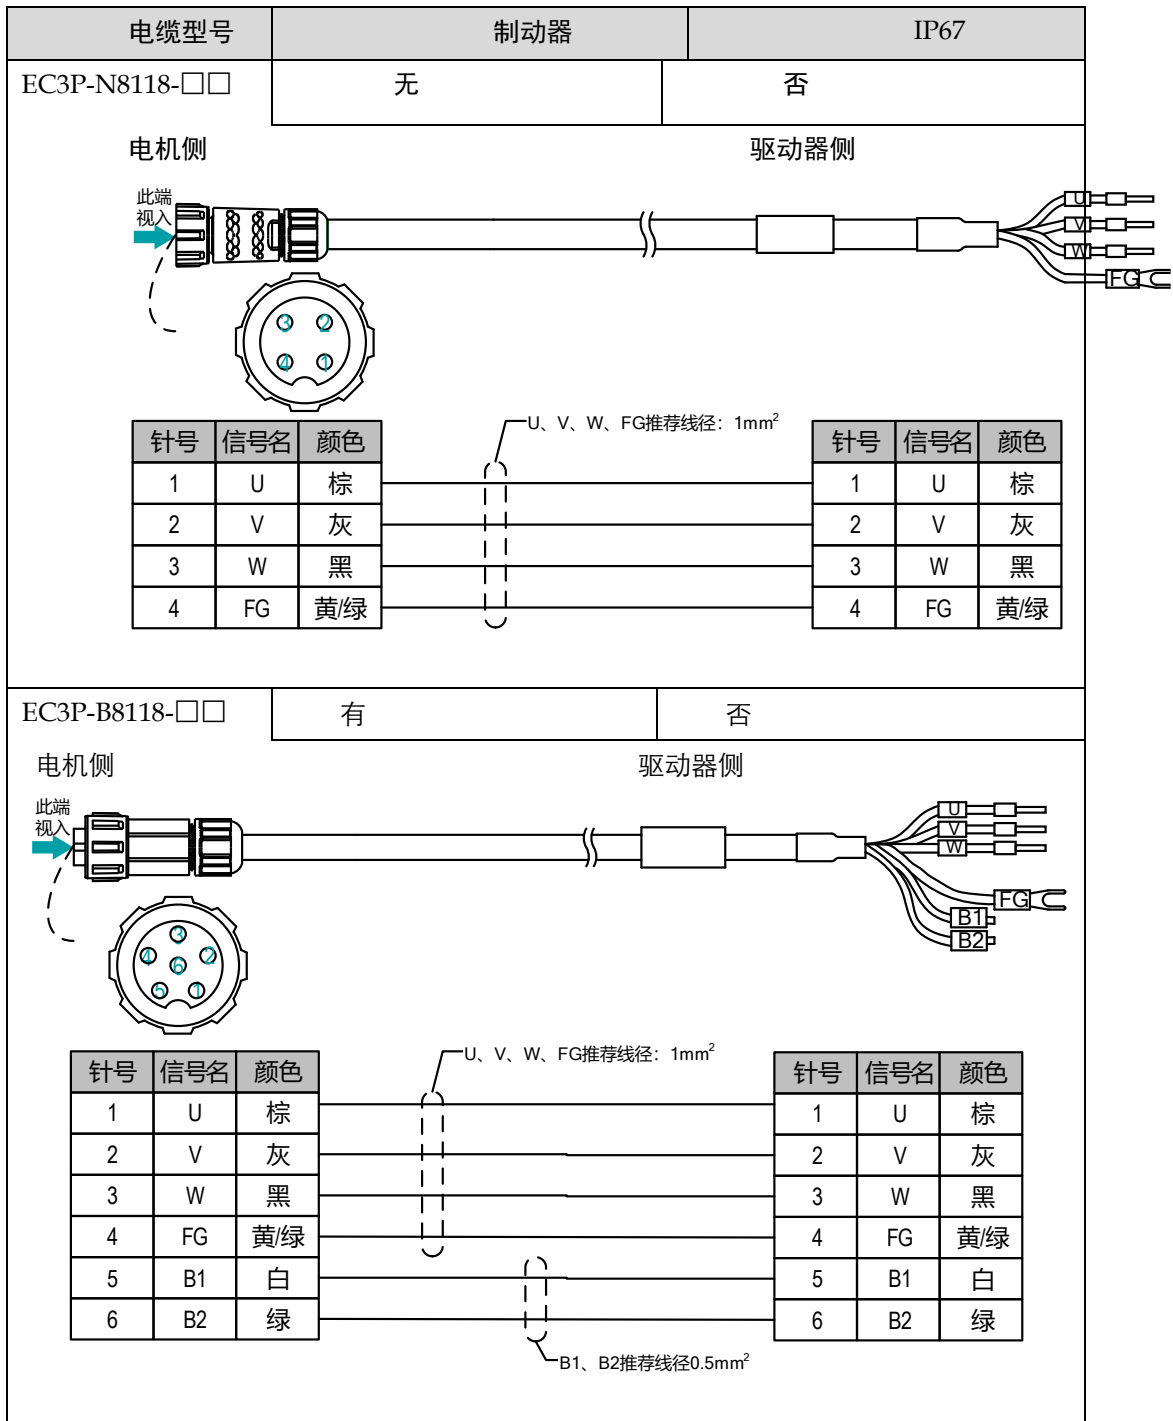 电缆型号 制动器 IP67
EC3P-N8118-□□ 无 否
电机侧 驱动器侧
此端
视入
U
V
W
FG
3 2
4 1
U、V、W、FG推荐线径：1mm²
针号 信号名 颜色 针号 信号名 颜色
1 U 棕 1 U 棕
2 V 灰 2 V 灰
3 W 黑 3 W 黑
4 FG 黄/绿 4 FG 黄/绿
EC3P-B8118-□□ 有 否
电机侧 驱动器侧
此端
视入
U
V
W
FG
B1
B2
3
4 6 2
5 1
U、V、W、FG推荐线径：1mm²
针号 信号名 颜色 针号 信号名 颜色
1 U 棕 1 U 棕
2 V 灰 2 V 灰
3 W 黑 3 W 黑
4 FG 黄/绿 4 FG 黄/绿
5 B1 白 5 B1 白
6 B2 绿 6 B2 绿
B1、B2推荐线径0.5mm²